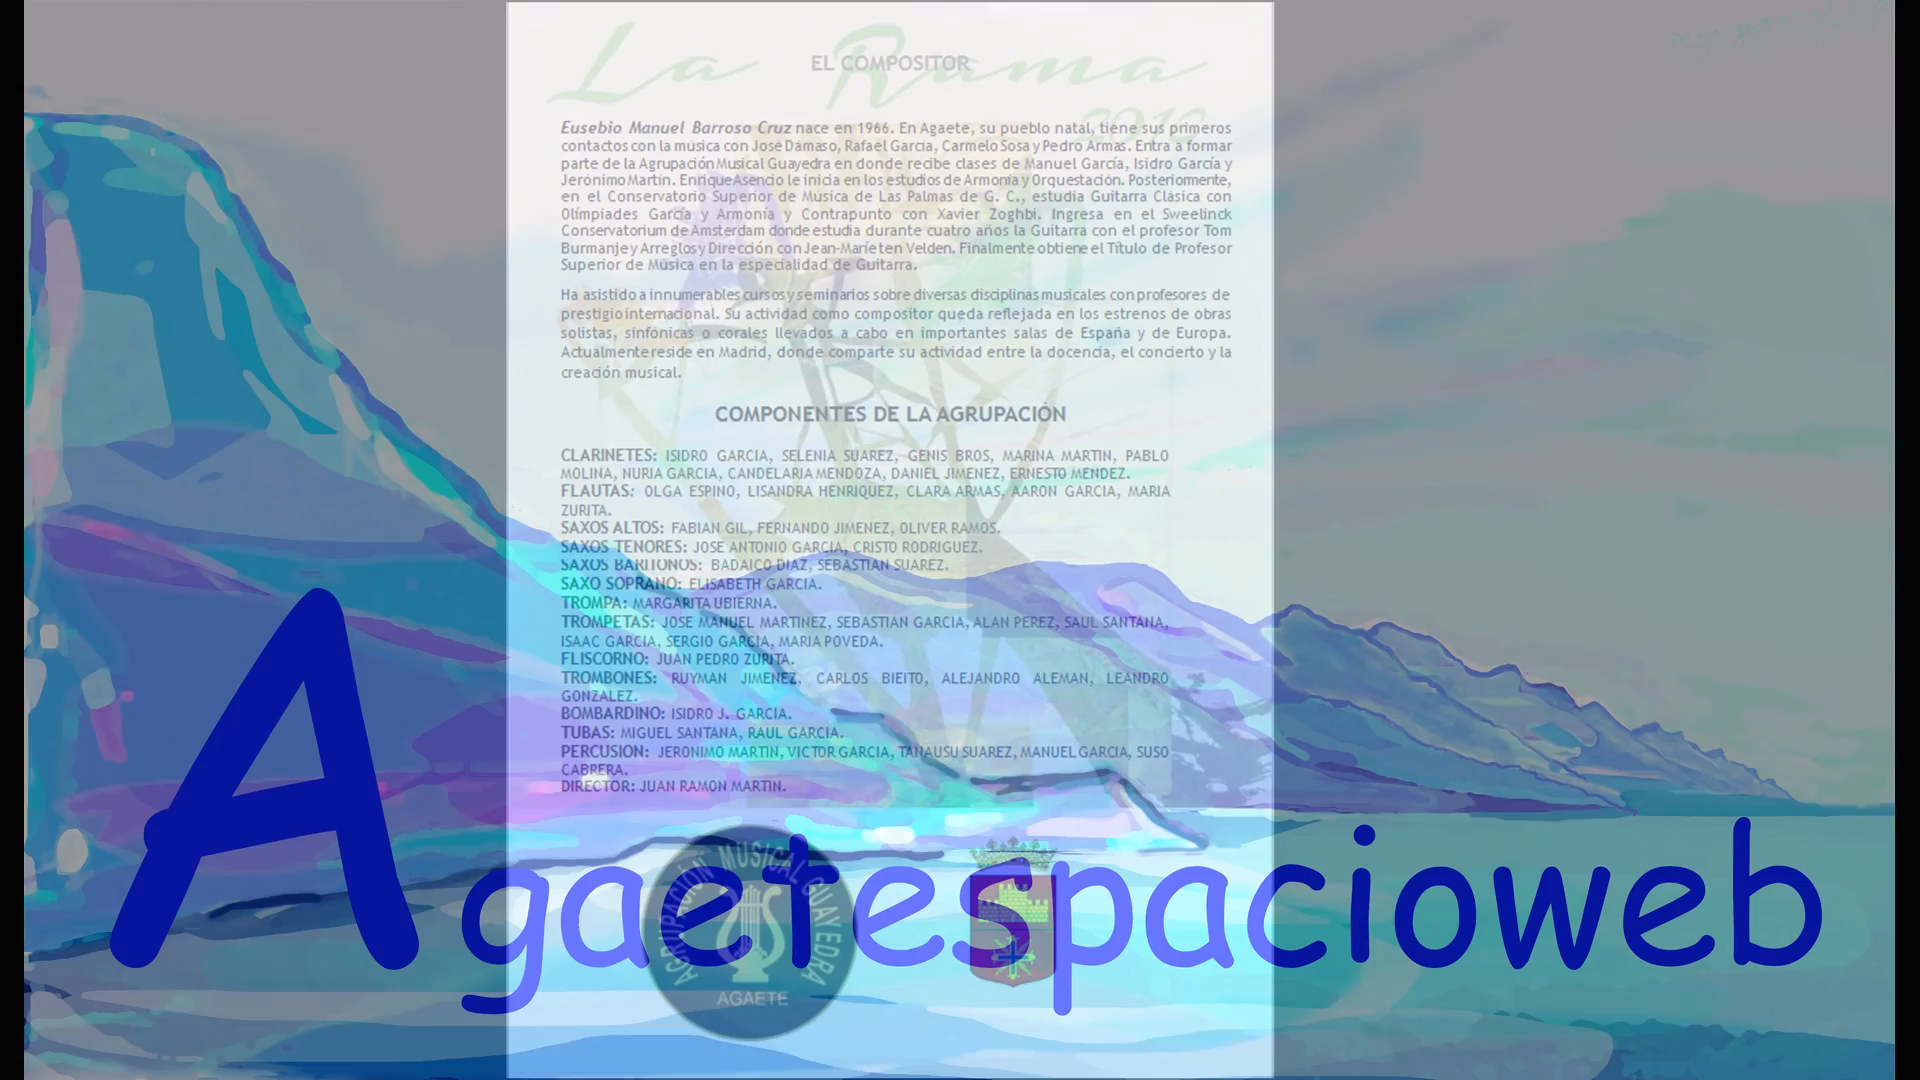 La Rama
EL COMPOSITOR
Eusebio Manuel Barroso Cruz nace en 1966. En Agaete, su pueblo natal, tiene sus primeros
contactos con la música con José Dámaso, Rafael García, Carmelo Sosa y Pedro Armas. Entra a formar
parte de la Agrupación Musical Guayedra en donde recibe clases de Manuel García, Isidro García y
Jerónimo Martín. Enrique Asencio le inicia en los estudios de Armonía y Orquestación. Posteriormente,
en el Conservatorio Superior de Música de Las Palmas de G. C., estudia Guitarra Clásica con
Olímpiades García y Armonía y Contrapunto con Xavier Zoghbi. Ingresa en el Sweelinck
Conservatorium de Amsterdam donde estudia durante cuatro años la Guitarra con el profesor Tom
Burmanje y Arreglos y Dirección con Jean-Maríe ten Velden. Finalmente obtiene el Título de Profesor
Superior de Música en la especialidad de Guitarra.
Ha asistido a innumerables cursos y seminarios sobre diversas disciplinas musicales con profesores de
prestigio internacional. Su actividad como compositor queda reflejada en los estrenos de obras
solistas, sinfónicas o corales llevados a cabo en importantes salas de España y de Europa.
Actualmente reside en Madrid, donde comparte su actividad entre la docencia, el concierto y la
creación musical.
COMPONENTES DE LA AGRUPACIÓN
CLARINETES: ISIDRO GARCIA, SELENIA SUAREZ, GENIS BROS, MARINA MARTIN, PABLO
MOLINA, NURIA GARCIA, CANDELARIA MENDOZA, DANIEL JIMENEZ, ERNESTO MENDEZ.
FLAUTAS: OLGA ESPINO, LISANDRA HENRIQUEZ, CLARA ARMAS, AARON GARCIA, MARIA
ZURITA.
SAXOS ALTOS: FABIAN GIL, FERNANDO JIMENEZ, OLIVER RAMOS.
SAXOS TENORES: JOSE ANTONIO GARCIA, CRISTO RODRIGUEZ.
SAXOS BARITONOS: BADAICO DIAZ, SEBASTIAN SUAREZ.
SAXO SOPRANO: ELISABETH GARCIA.
TROMPA: MARGARITA UBIERNA.
TROMPETAS: JOSE MANUEL MARTINEZ, SEBASTIAN GARCIA, ALAN PEREZ, SAUL SANTANA,
ISAAC GARCIA, SERGIO GARCIA, MARIA POVEDA.
FLISCORNO: JUAN PEDRO ZURITA.
TROMBONES: RUYMAN JIMENEZ, CARLOS BIEITO, ALEJANDRO ALEMAN, LEANDRO
GONZALEZ.
BOMBARDINO: ISIDRO J. GARCIA.
TUBAS: MIGUEL SANTANA, RAUL GARCIA.
PERCUSION: JERONIMO MARTIN, VICTOR GARCIA, TANAUSU SUAREZ, MANUEL GARCIA, SUSO
CABRERA.
DIRECTOR: JUAN RAMON MARTIN.
Agaetespacioweb
AGRUPACIÓN MUSICAL GUAYEDRA
AGAETE